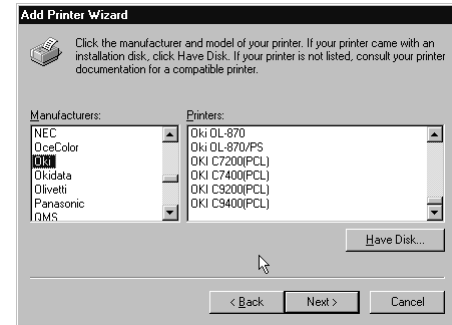 Add Printer Wizard
Click the manufacturer and model of your printer. If your printer came with an
installation disk, click Have Disk. If your printer is not listed, consult your printer
documentation for a compatible printer.
Manufacturers:
Printers:
NEC
OceColor
Oki
Okidata
Olivetti
Panasonic
QMS
Oki OL-870
Oki OL-870/PS
OKI C7200(PCL)
OKI C7400(PCL)
OKI C9200(PCL)
OKI C9400(PCL)
Have Disk...
< Back
Next >
Cancel